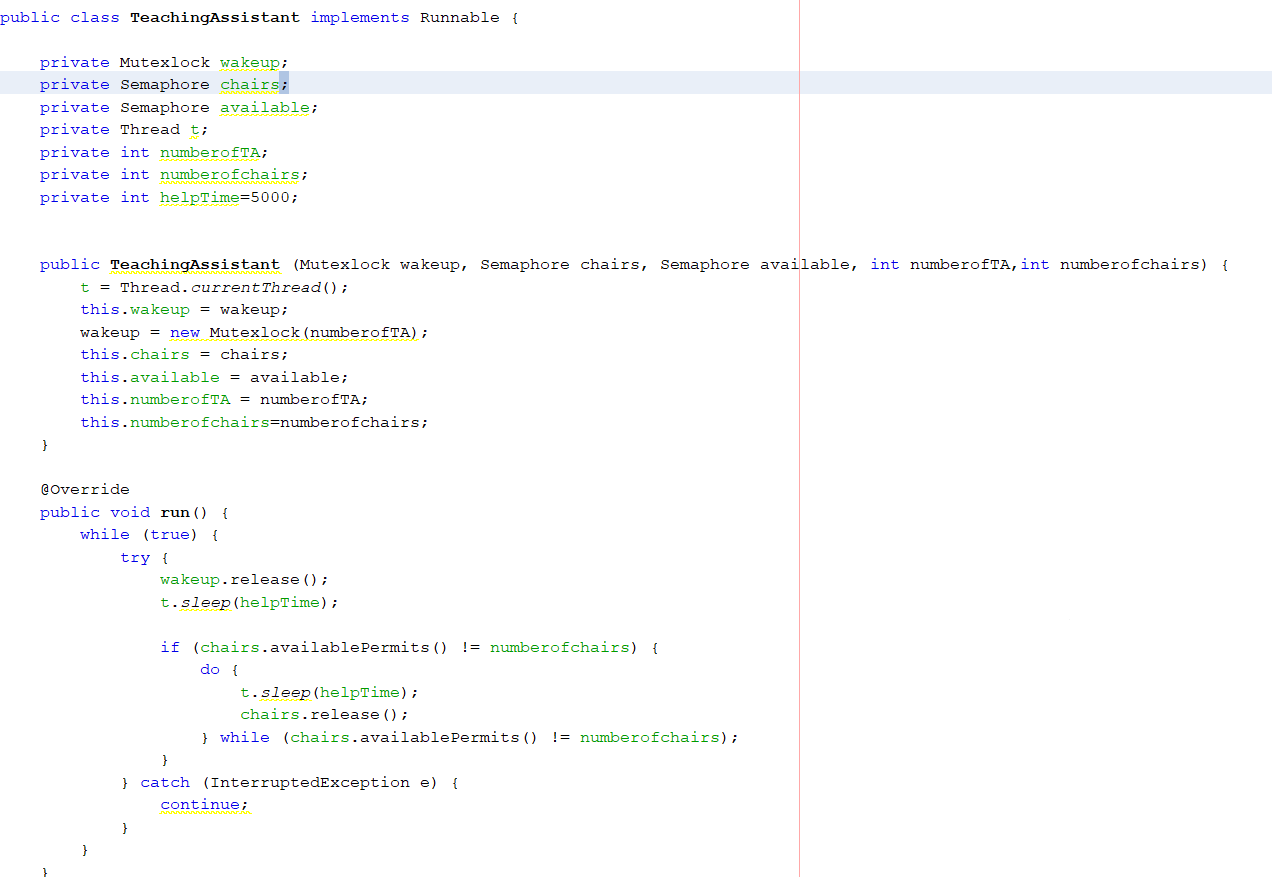 public class TeachingAssistant implements Runnable {
private Mutexlock wakeup;
private Semaphore chairs;
private Semaphore available;
private Thread t;
private int numberofTA;
private int numberofchairs;
private int helpTime=5000;
public TeachingAssistant (Mutexlock wakeup, Semaphore chairs, Semaphore available, int numberofTA,int numberofchairs) {
t = Thread.currentThread();
this.wakeup = wakeup;
wakeup = new Mutexlock(numberofTA);
this.chairs = chairs;
this.available = available;
this.numberofTA = numberofTA;
this.numberofchairs=numberofchairs;
}
@Override
public void run() {
while (true) {
try {
wakeup.release();
t.sleep(helpTime);
if (chairs.availablePermits() != numberofchairs) {
do {
t.sleep(helpTime);
chairs.release();
} while (chairs.availablePermits() != numberofchairs);
}
} catch (InterruptedException e) {
continue;
}
}
}